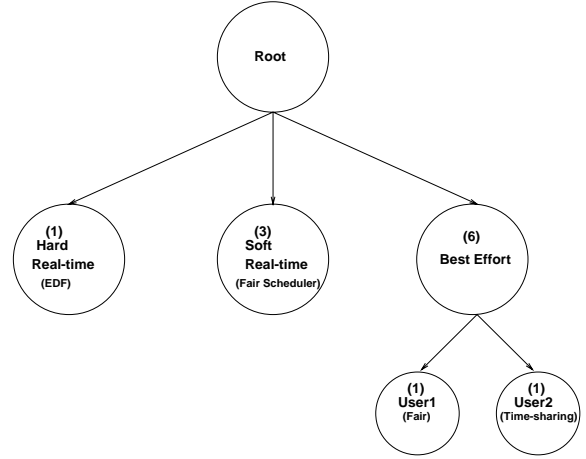 Root
(1)
Hard
Real-time
(EDF)
(3)
Soft
Real-time
(Fair Scheduler)
(6)
Best Effort
(1)
User1
(Fair)
(1)
User2
(Time-sharing)